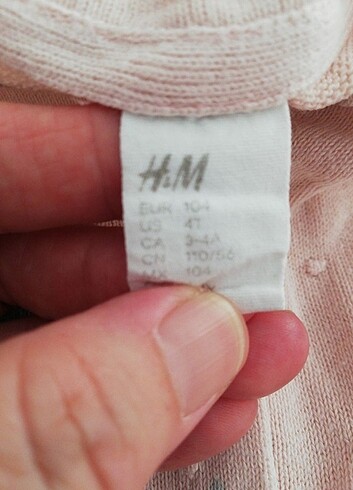 H&M
EUR 104
US 4T
CA 3-4A
CN 110/56
MX 104